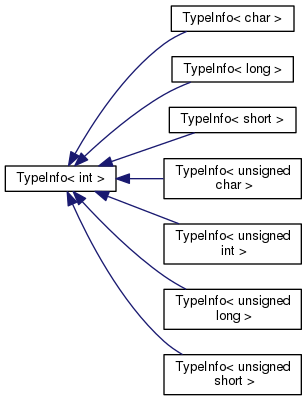 TypeInfo< char >
TypeInfo< long >
TypeInfo< short >
TypeInfo< int >
TypeInfo< unsigned
char >
TypeInfo< unsigned
int >
TypeInfo< unsigned
long >
TypeInfo< unsigned
short >